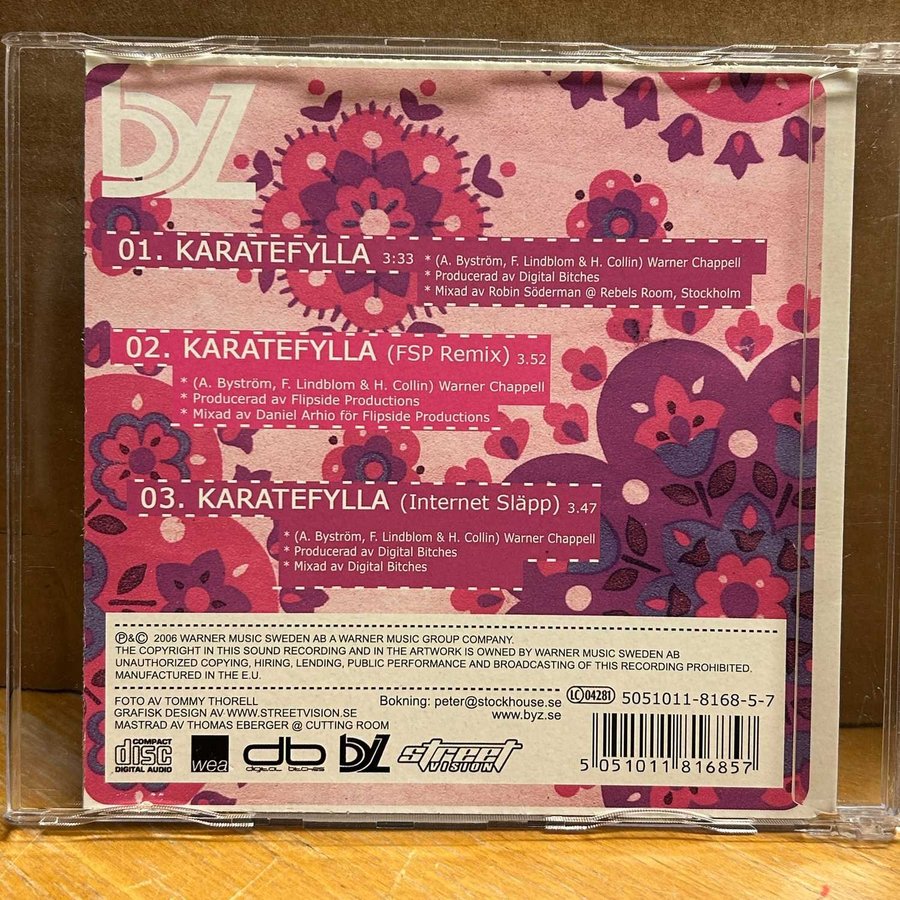 byz
01. KARATEFYLLA 3:33
* (A. Byström, F. Lindblom & H. Collin) Warner Chappell
* Producerad av Digital Bitches
* Mixad av Robin Söderman @ Rebels Room, Stockholm
02. KARATEFYLLA (FSP Remix) 3.52
* (A. Byström, F. Lindblom & H. Collin) Warner Chappell
* Producerad av Flipside Productions
* Mixad av Daniel Arhio för Flipside Productions
03. KARATEFYLLA (Internet Släpp) 3.47
* (A. Byström, F. Lindblom & H. Collin) Warner Chappell
* Producerad av Digital Bitches
* Mixad av Digital Bitches
℗&© 2006 WARNER MUSIC SWEDEN AB A WARNER MUSIC GROUP COMPANY.
THE COPYRIGHT IN THIS SOUND RECORDING AND IN THE ARTWORK IS OWNED BY WARNER MUSIC SWEDEN AB
UNAUTHORIZED COPYING, HIRING, LENDING, PUBLIC PERFORMANCE AND BROADCASTING OF THIS RECORDING PROHIBITED.
MANUFACTURED IN THE E.U.
FOTO AV TOMMY THORELL
GRAFISK DESIGN AV WWW.STREETVISION.SE
MASTRAD AV THOMAS EBERGER @ CUTTING ROOM
Bokning: peter@stockhouse.se
www.byz.se
LC 04281 5051011-8168-5-7
COMPACT disc DIGITAL AUDIO
wea
db digital bitches
byz
street VISION
5 051011 816857